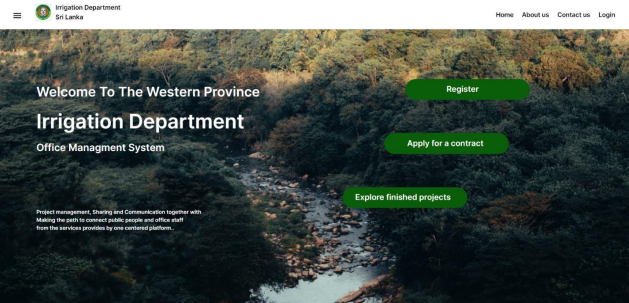 Irrigation Department
Sri Lanka
Home About us Contact us Login
Welcome To The Western Province
Irrigation Department
Office Managment System
Register
Apply for a contract
Explore finished projects
Project management, Sharing and Communication together with
Making the path to connect public people and office staff
from the services provides by one centered platform..